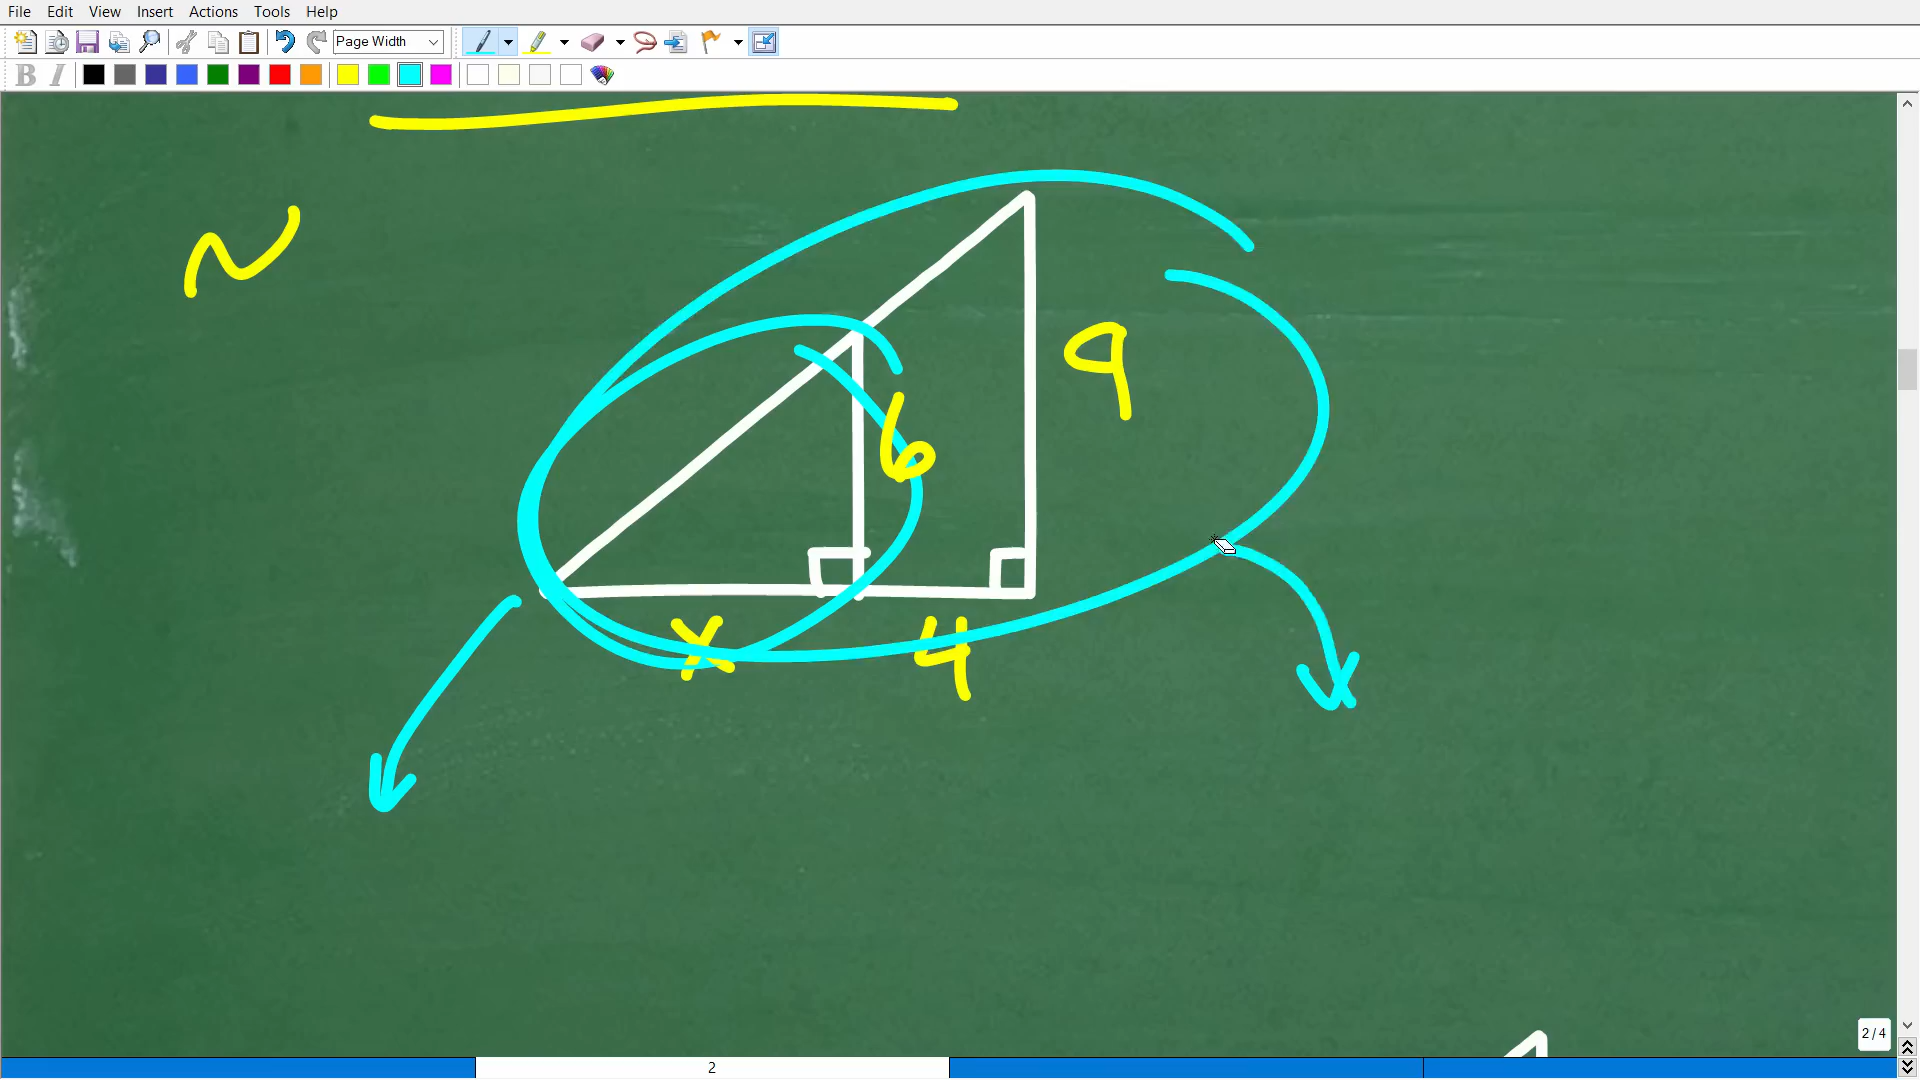 File Edit View Insert Actions Tools Help
Page Width
B I
~
9
6
x 4
2 / 4
2